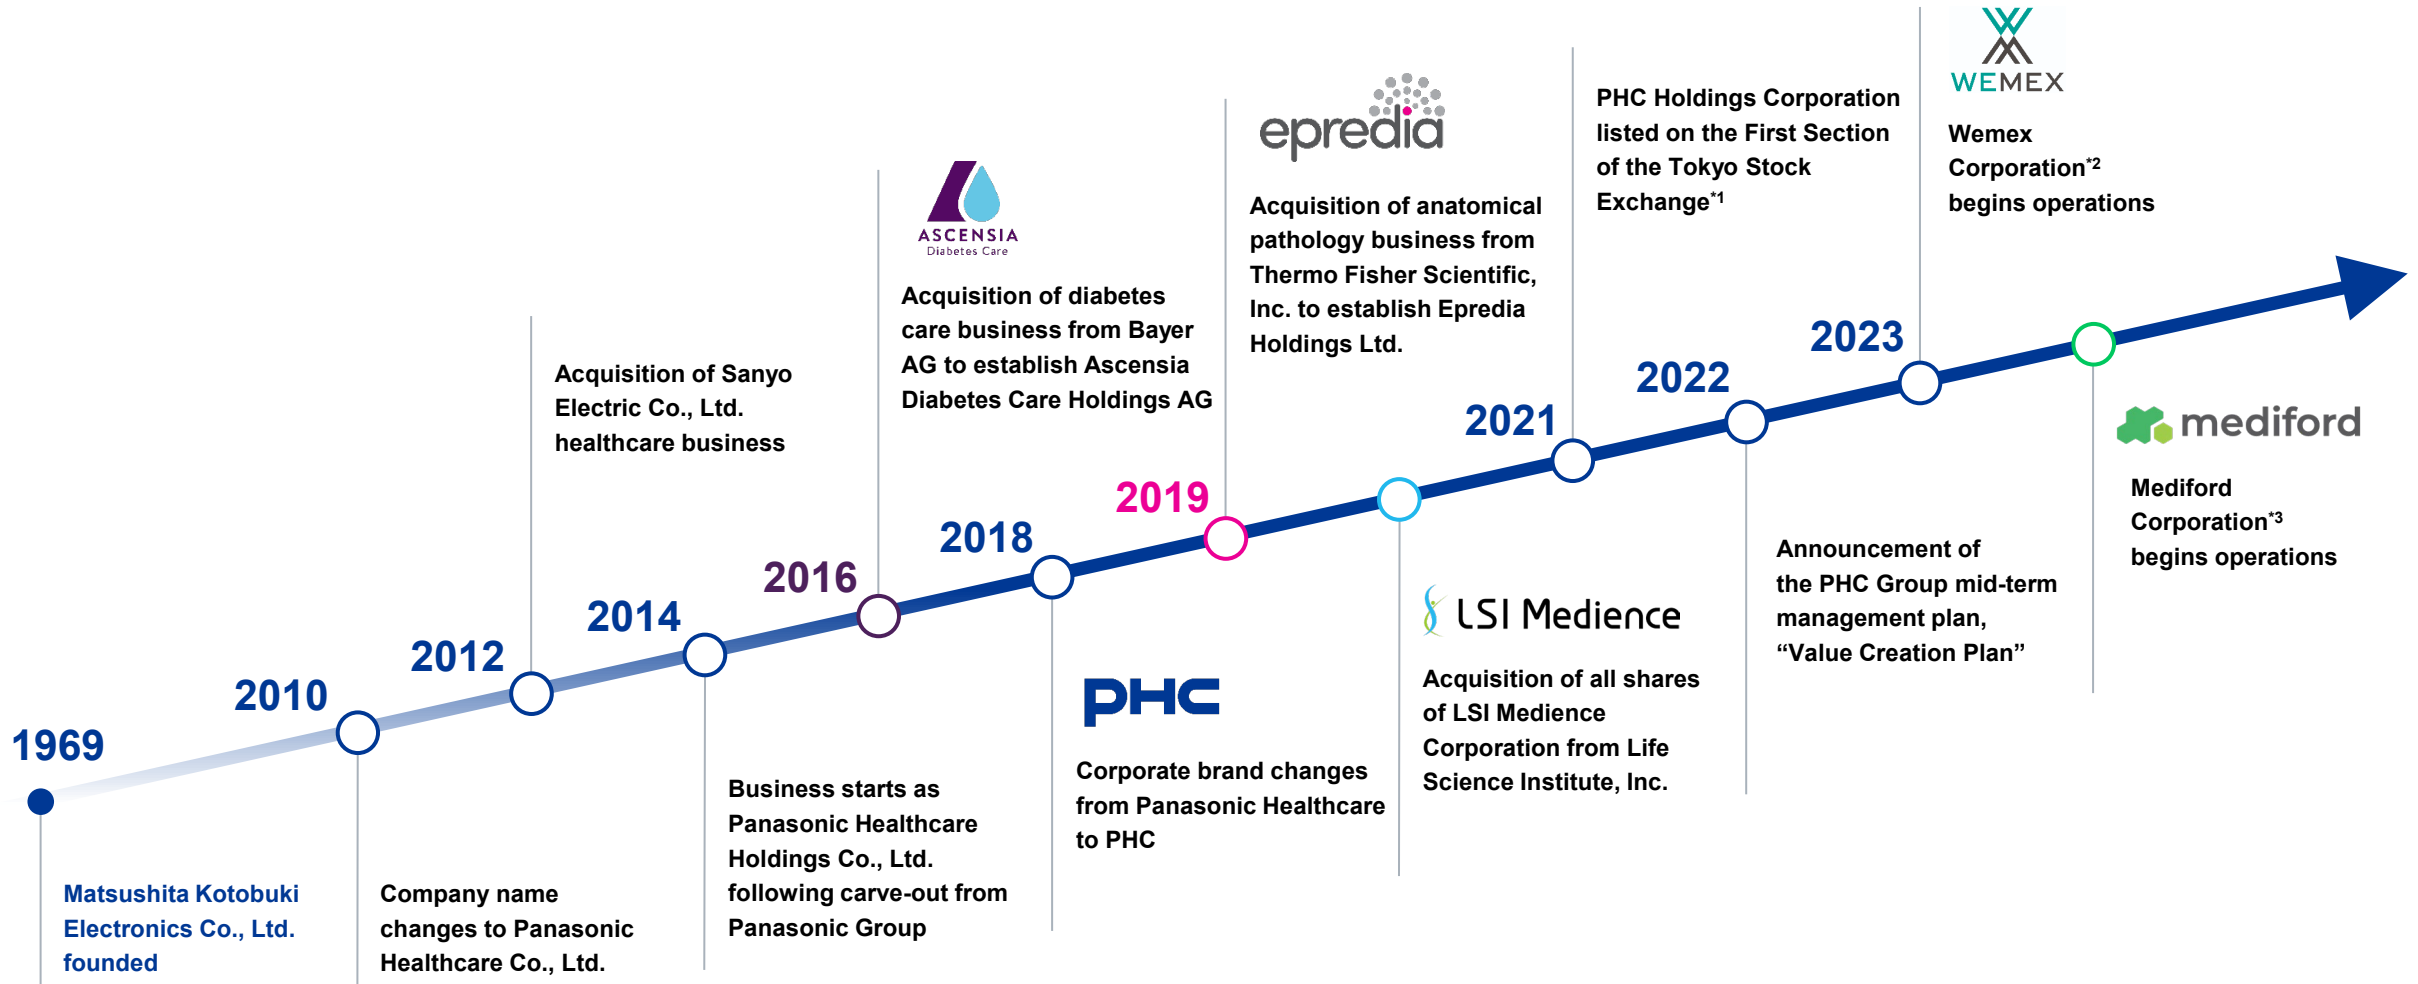 1969
Matsushita Kotobuki
Electronics Co., Ltd.
founded
2010
Company name
changes to Panasonic
Healthcare Co., Ltd.
2012
Acquisition of Sanyo
Electric Co., Ltd.
healthcare business
2014
Business starts as
Panasonic Healthcare
Holdings Co., Ltd.
following carve-out from
Panasonic Group
2016
ASCENSIA
Diabetes Care
Acquisition of diabetes
care business from Bayer
AG to establish Ascensia
Diabetes Care Holdings AG
2018
PHC
Corporate brand changes
from Panasonic Healthcare
to PHC
2019
epredia
Acquisition of anatomical
pathology business from
Thermo Fisher Scientific,
Inc. to establish Epredia
Holdings Ltd.
LSI Medience
Acquisition of all shares
of LSI Medience
Corporation from Life
Science Institute, Inc.
2021
PHC Holdings Corporation
listed on the First Section
of the Tokyo Stock
Exchange*1
2022
Announcement of
the PHC Group mid-term
management plan,
“Value Creation Plan”
2023
WEMEX
Wemex
Corporation*2
begins operations
mediford
Mediford
Corporation*3
begins operations